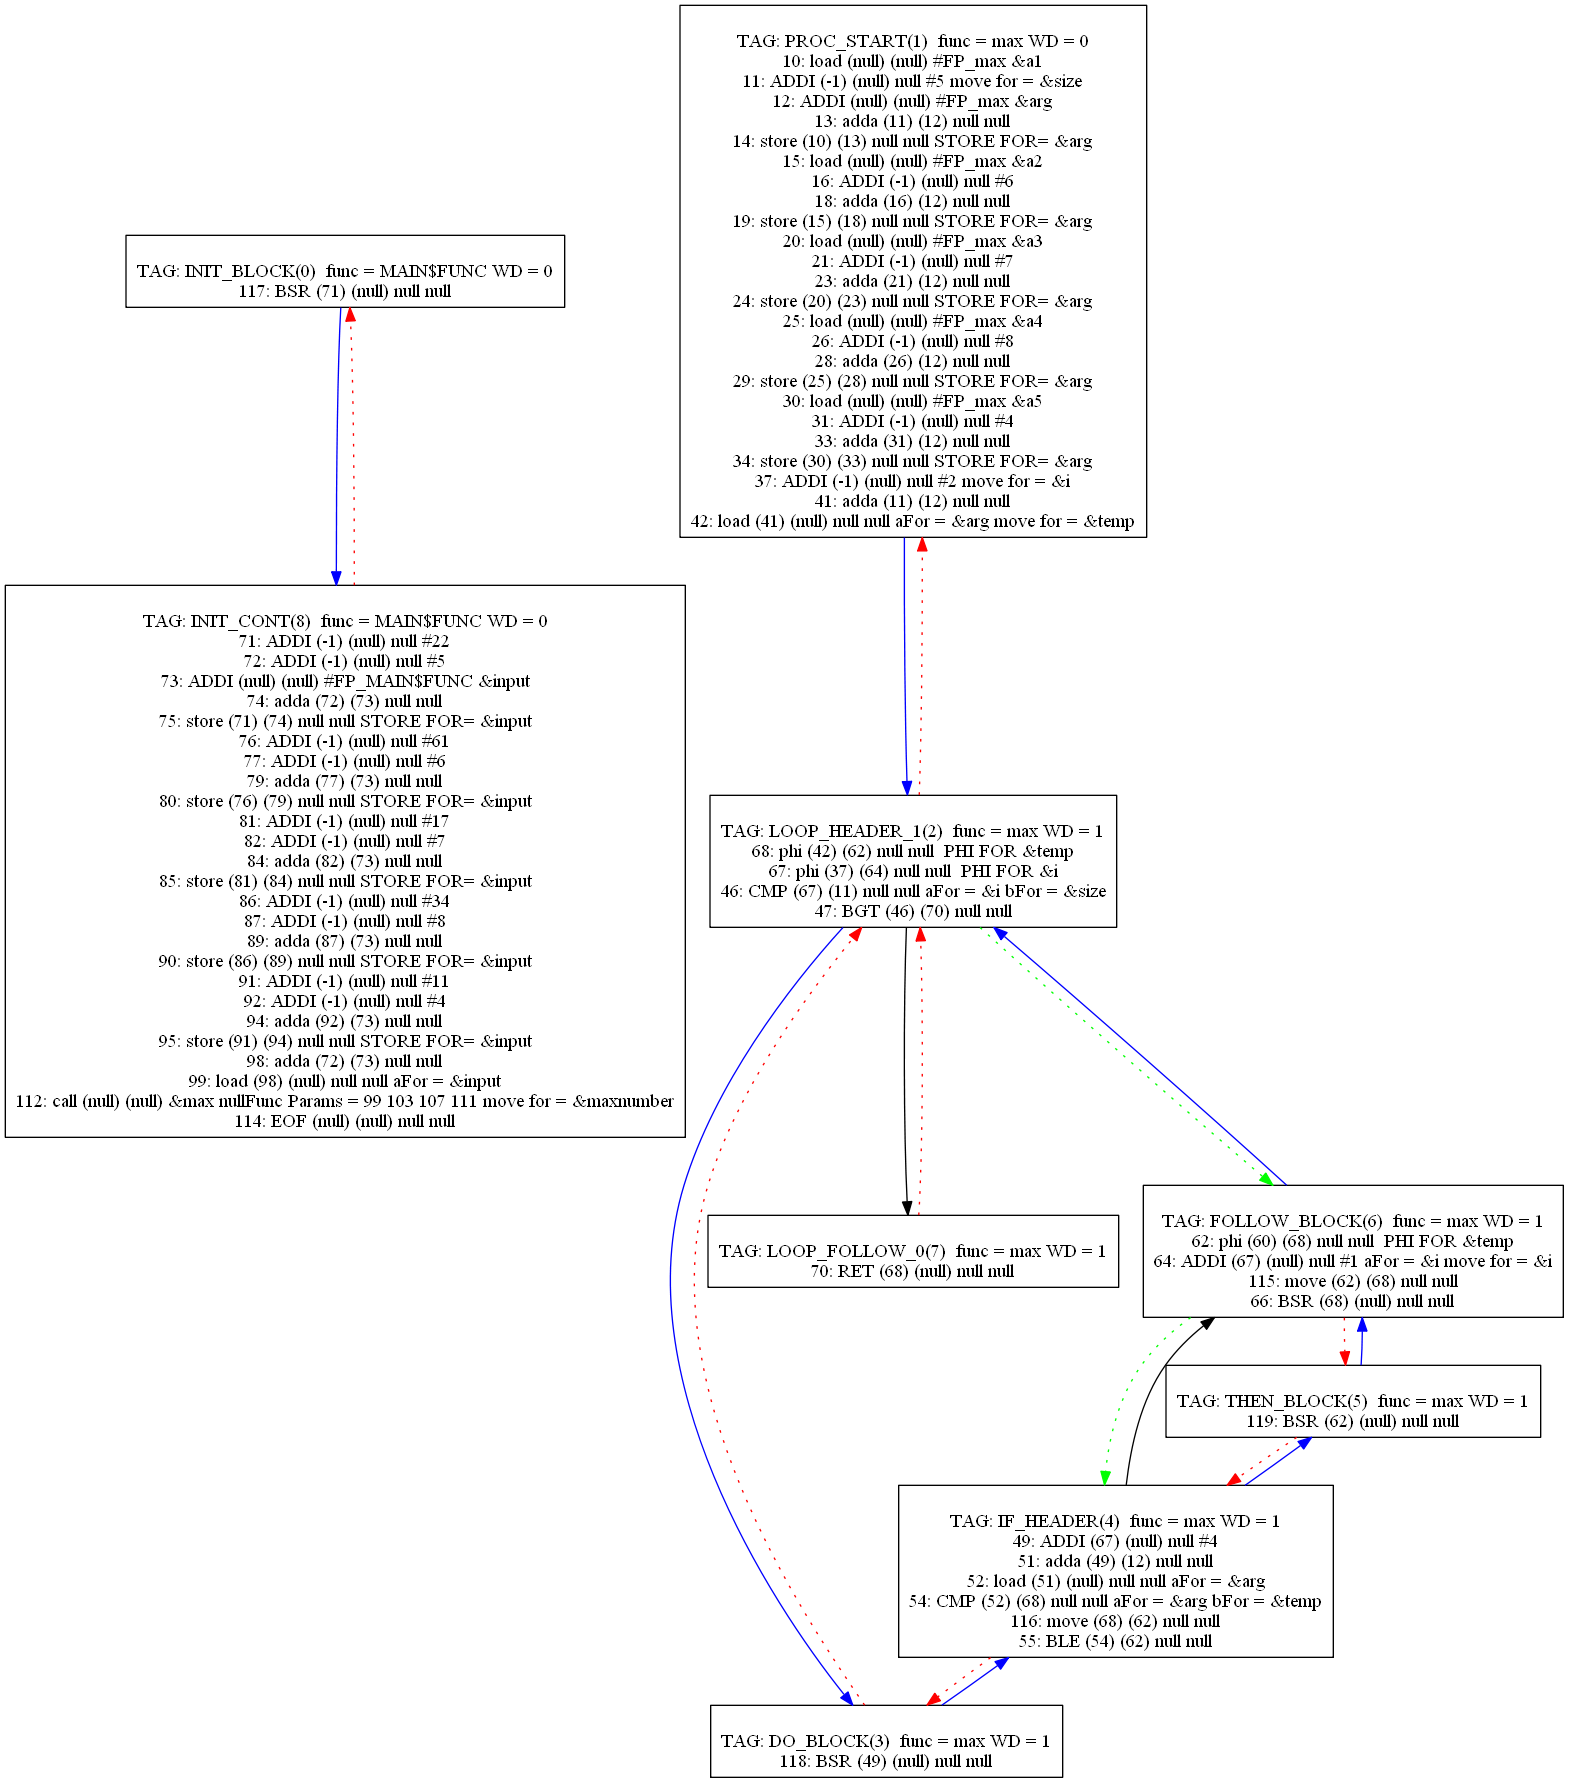 TAG: PROC_START(1)  func = max WD = 0
10: load (null) (null) #FP_max &a1
11: ADDI (-1) (null) null #5 move for = &size
12: ADDI (null) (null) #FP_max &arg
13: adda (11) (12) null null
14: store (10) (13) null null STORE FOR= &arg
15: load (null) (null) #FP_max &a2
16: ADDI (-1) (null) null #6
18: adda (16) (12) null null
19: store (15) (18) null null STORE FOR= &arg
20: load (null) (null) #FP_max &a3
21: ADDI (-1) (null) null #7
23: adda (21) (12) null null
24: store (20) (23) null null STORE FOR= &arg
25: load (null) (null) #FP_max &a4
26: ADDI (-1) (null) null #8
28: adda (26) (12) null null
29: store (25) (28) null null STORE FOR= &arg
30: load (null) (null) #FP_max &a5
31: ADDI (-1) (null) null #4
33: adda (31) (12) null null
34: store (30) (33) null null STORE FOR= &arg
37: ADDI (-1) (null) null #2 move for = &i
41: adda (11) (12) null null
42: load (41) (null) null null aFor = &arg move for = &temp
TAG: INIT_BLOCK(0)  func = MAIN$FUNC WD = 0
117: BSR (71) (null) null null
TAG: INIT_CONT(8)  func = MAIN$FUNC WD = 0
71: ADDI (-1) (null) null #22
72: ADDI (-1) (null) null #5
73: ADDI (null) (null) #FP_MAIN$FUNC &input
74: adda (72) (73) null null
75: store (71) (74) null null STORE FOR= &input
76: ADDI (-1) (null) null #61
77: ADDI (-1) (null) null #6
79: adda (77) (73) null null
80: store (76) (79) null null STORE FOR= &input
81: ADDI (-1) (null) null #17
82: ADDI (-1) (null) null #7
84: adda (82) (73) null null
85: store (81) (84) null null STORE FOR= &input
86: ADDI (-1) (null) null #34
87: ADDI (-1) (null) null #8
89: adda (87) (73) null null
90: store (86) (89) null null STORE FOR= &input
91: ADDI (-1) (null) null #11
92: ADDI (-1) (null) null #4
94: adda (92) (73) null null
95: store (91) (94) null null STORE FOR= &input
98: adda (72) (73) null null
99: load (98) (null) null null aFor = &input
112: call (null) (null) &max nullFunc Params = 99 103 107 111 move for = &maxnumber
114: EOF (null) (null) null null
TAG: LOOP_HEADER_1(2)  func = max WD = 1
68: phi (42) (62) null null  PHI FOR &temp
67: phi (37) (64) null null  PHI FOR &i
46: CMP (67) (11) null null aFor = &i bFor = &size
47: BGT (46) (70) null null
TAG: LOOP_FOLLOW_0(7)  func = max WD = 1
70: RET (68) (null) null null
TAG: FOLLOW_BLOCK(6)  func = max WD = 1
62: phi (60) (68) null null  PHI FOR &temp
64: ADDI (67) (null) null #1 aFor = &i move for = &i
115: move (62) (68) null null
66: BSR (68) (null) null null
TAG: THEN_BLOCK(5)  func = max WD = 1
119: BSR (62) (null) null null
TAG: IF_HEADER(4)  func = max WD = 1
49: ADDI (67) (null) null #4
51: adda (49) (12) null null
52: load (51) (null) null null aFor = &arg
54: CMP (52) (68) null null aFor = &arg bFor = &temp
116: move (68) (62) null null
55: BLE (54) (62) null null
TAG: DO_BLOCK(3)  func = max WD = 1
118: BSR (49) (null) null null